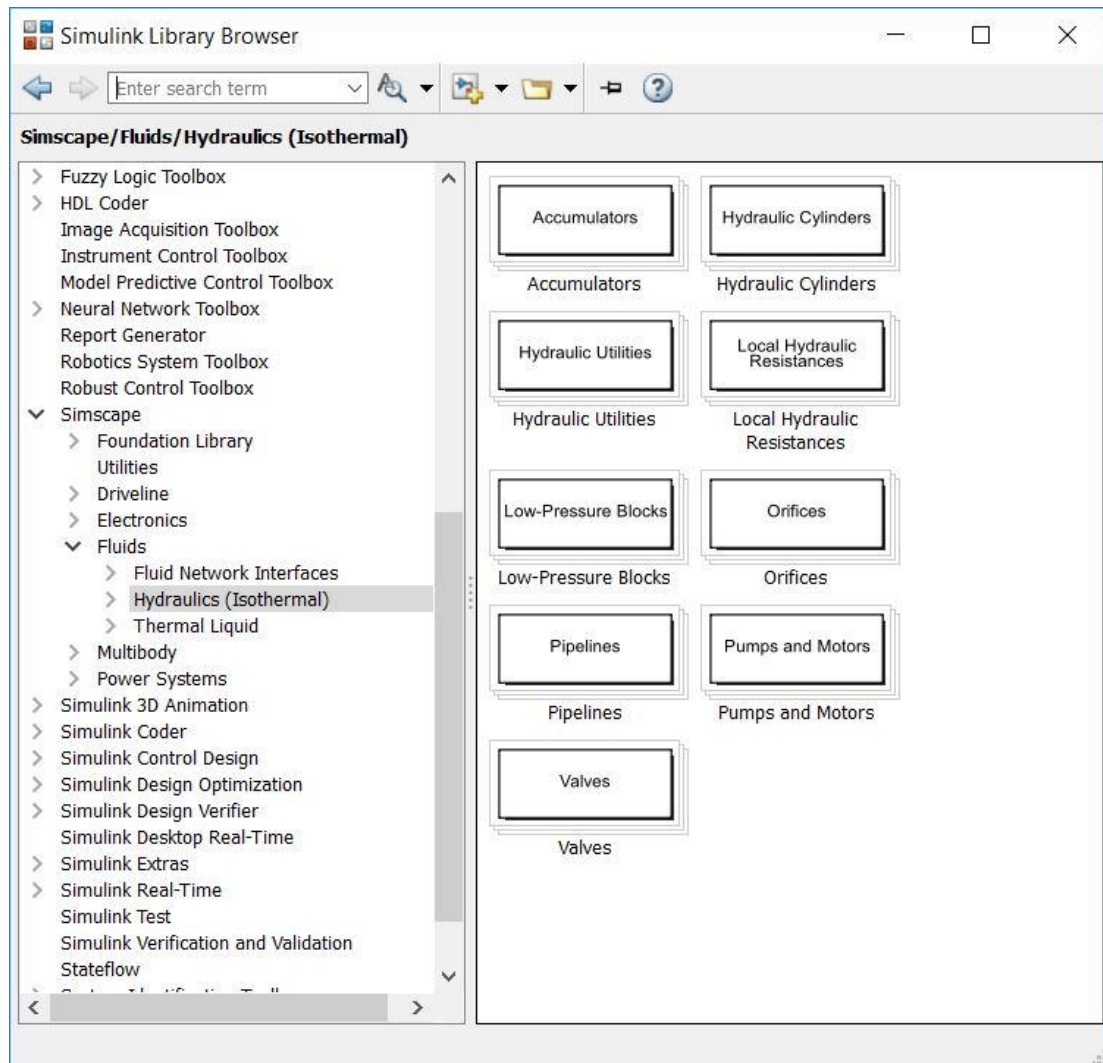 Simulink Library Browser
Enter search term
Simscape/Fluids/Hydraulics (Isothermal)
Fuzzy Logic Toolbox
HDL Coder
Image Acquisition Toolbox
Instrument Control Toolbox
Model Predictive Control Toolbox
Neural Network Toolbox
Report Generator
Robotics System Toolbox
Robust Control Toolbox
Simscape
Foundation Library
Utilities
Driveline
Electronics
Fluids
Fluid Network Interfaces
Hydraulics (Isothermal)
Thermal Liquid
Multibody
Power Systems
Simulink 3D Animation
Simulink Coder
Simulink Control Design
Simulink Design Optimization
Simulink Design Verifier
Simulink Desktop Real-Time
Simulink Extras
Simulink Real-Time
Simulink Test
Simulink Verification and Validation
Stateflow
Accumulators
Accumulators
Hydraulic Cylinders
Hydraulic Cylinders
Hydraulic Utilities
Hydraulic Utilities
Local Hydraulic
Resistances
Local Hydraulic
Resistances
Low-Pressure Blocks
Low-Pressure Blocks
Orifices
Orifices
Pipelines
Pipelines
Pumps and Motors
Pumps and Motors
Valves
Valves